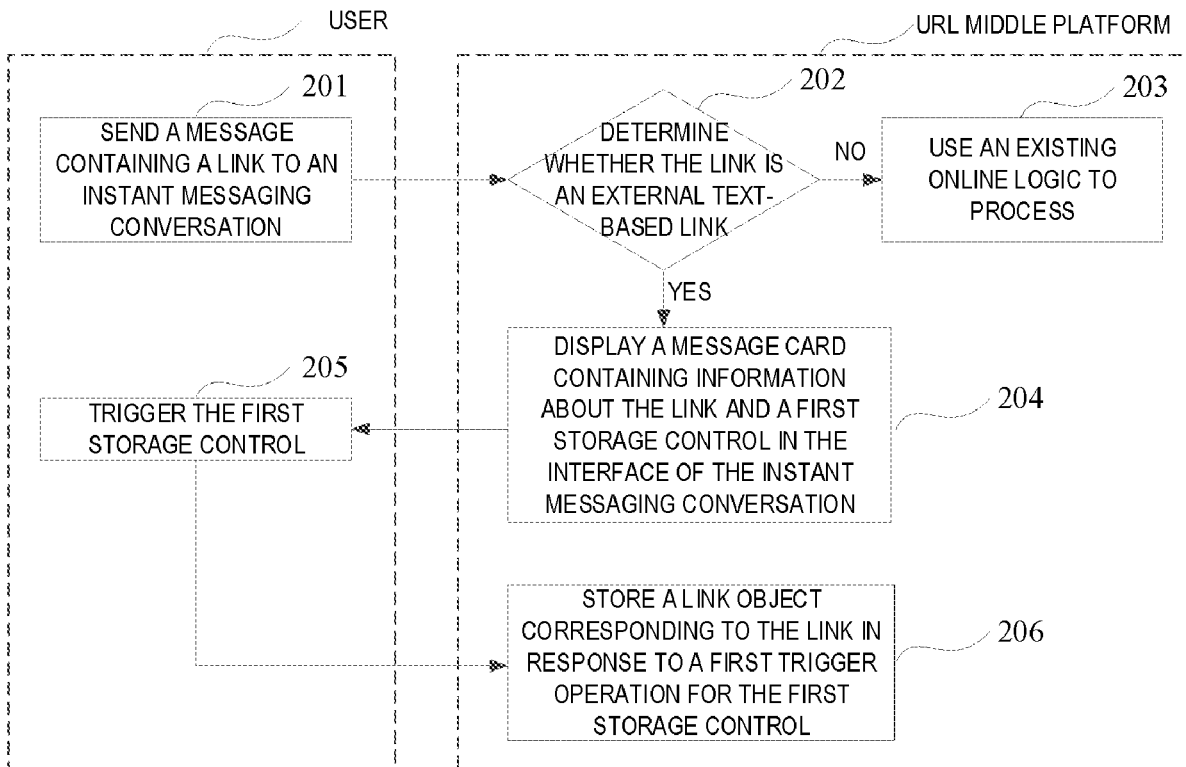 USER
URL MIDDLE PLATFORM
201
SEND A MESSAGE
CONTAINING A LINK TO AN
INSTANT MESSAGING
CONVERSATION
202
DETERMINE
WHETHER THE LINK IS
AN EXTERNAL TEXT-
BASED LINK
NO
203
USE AN EXISTING
ONLINE LOGIC TO
PROCESS
YES
204
DISPLAY A MESSAGE CARD
CONTAINING INFORMATION
ABOUT THE LINK AND A FIRST
STORAGE CONTROL IN THE
INTERFACE OF THE INSTANT
MESSAGING CONVERSATION
205
TRIGGER THE FIRST
STORAGE CONTROL
206
STORE A LINK OBJECT
CORRESPONDING TO THE LINK IN
RESPONSE TO A FIRST TRIGGER
OPERATION FOR THE FIRST
STORAGE CONTROL